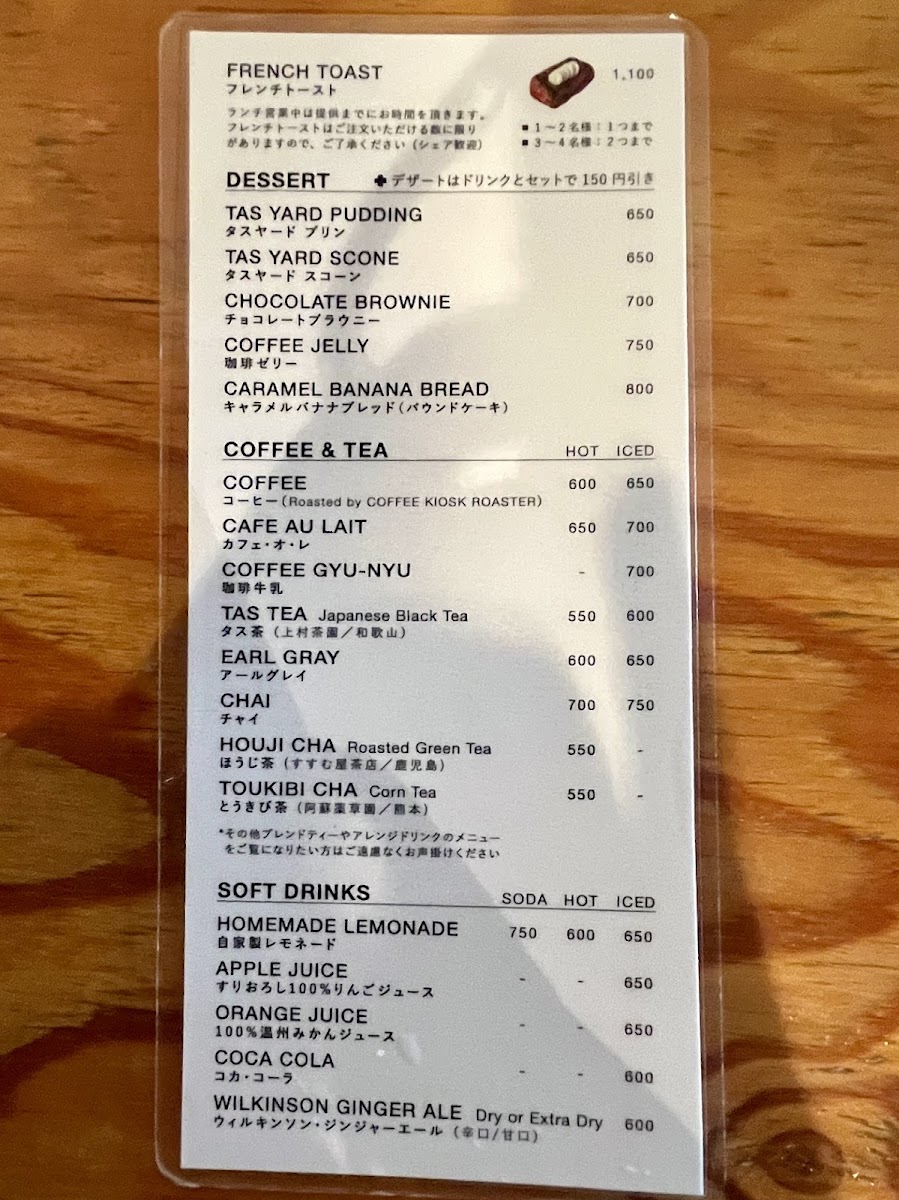 FRENCH TOAST 1,100
フレンチトースト
ランチ営業中は提供までにお時間を頂きます。
フレンチトーストはご注文いただける数に限り
がありますので、ご了承ください（シェア歓迎）
■ 1〜2名様：1つまで
■ 3〜4名様：2つまで
DESSERT ✚デザートはドリンクとセットで150円引き
TAS YARD PUDDING 650
タスヤード プリン
TAS YARD SCONE 650
タスヤード スコーン
CHOCOLATE BROWNIE 700
チョコレートブラウニー
COFFEE JELLY 750
珈琲ゼリー
CARAMEL BANANA BREAD 800
キャラメルバナナブレッド（パウンドケーキ）
COFFEE & TEA HOT ICED
COFFEE 600 650
コーヒー（Roasted by COFFEE KIOSK ROASTER）
CAFE AU LAIT 650 700
カフェ・オ・レ
COFFEE GYU-NYU - 700
珈琲牛乳
TAS TEA Japanese Black Tea 550 600
タス茶（上村茶園／和歌山）
EARL GRAY 600 650
アールグレイ
CHAI 700 750
チャイ
HOUJI CHA Roasted Green Tea 550 -
ほうじ茶（すすむ屋茶店／鹿児島）
TOUKIBI CHA Corn Tea 550 -
とうきび茶（阿蘇薬草園／熊本）
*その他ブレンドティーやアレンジドリンクのメニュー
をご覧になりたい方はご遠慮なくお声掛けください
SOFT DRINKS SODA HOT ICED
HOMEMADE LEMONADE 750 600 650
自家製レモネード
APPLE JUICE - - 650
すりおろし100%りんごジュース
ORANGE JUICE - - 650
100%温州みかんジュース
COCA COLA - - 600
コカ・コーラ
WILKINSON GINGER ALE Dry or Extra Dry 600
ウィルキンソン・ジンジャーエール（辛口/甘口）